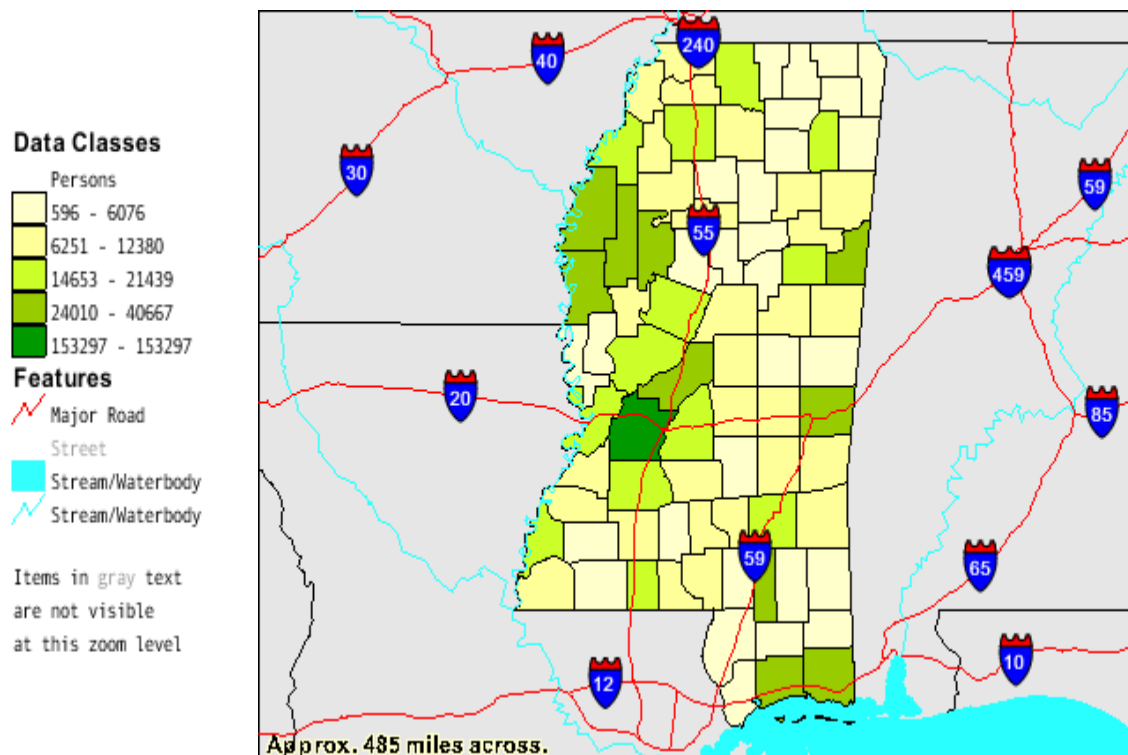 Data Classes
Persons
596 - 6076
6251 - 12380
14653 - 21439
24010 - 40667
153297 - 153297
Features
Major Road
Street
Stream/Waterbody
Stream/Waterbody
Items in gray text
are not visible
at this zoom level
240
40
30
59
55
459
20
85
59
65
10
12
Approx. 485 miles across.